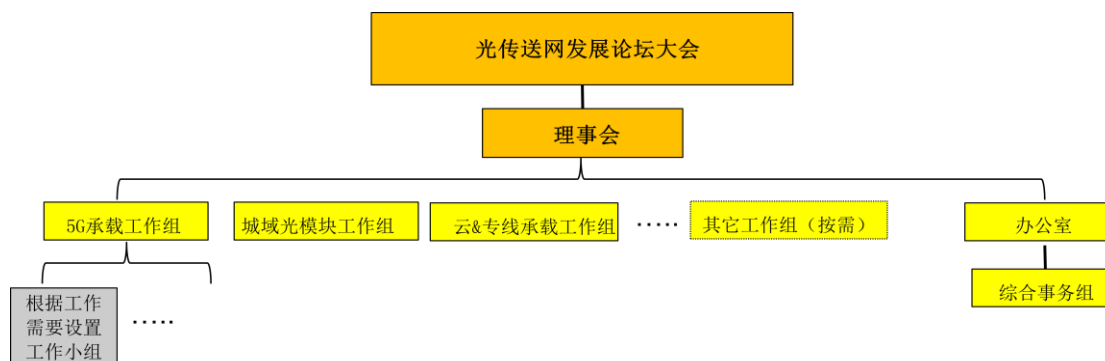 光传送网发展论坛大会
理事会
5G承载工作组
城域光模块工作组
云&专线承载工作组
·····
其它工作组（按需）
办公室
综合事务组
根据工作
需要设置
工作小组
·····